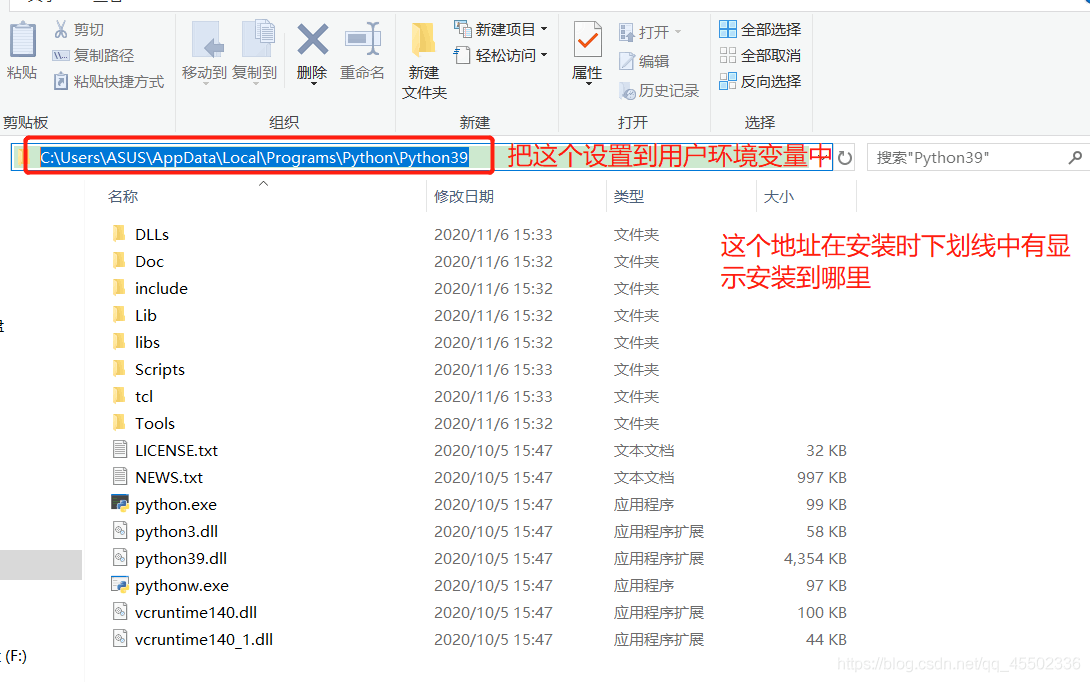 剪切
复制路径
粘贴快捷方式
粘贴
移动到
复制到
删除
重命名
新建
文件夹
新建项目
轻松访问
属性
打开
编辑
历史记录
全部选择
全部取消
反向选择
剪贴板
组织
新建
打开
选择
C:\Users\ASUS\AppData\Local\Programs\Python\Python39
把这个设置到用户环境变量中
搜索"Python39"
名称 修改日期 类型 大小
这个地址在安装时下划线中有显
示安装到哪里
DLLs 2020/11/6 15:33 文件夹
Doc 2020/11/6 15:32 文件夹
include 2020/11/6 15:32 文件夹
Lib 2020/11/6 15:32 文件夹
libs 2020/11/6 15:32 文件夹
Scripts 2020/11/6 15:33 文件夹
tcl 2020/11/6 15:33 文件夹
Tools 2020/11/6 15:32 文件夹
LICENSE.txt 2020/10/5 15:47 文本文档 32 KB
NEWS.txt 2020/10/5 15:47 文本文档 997 KB
python.exe 2020/10/5 15:47 应用程序 99 KB
python3.dll 2020/10/5 15:47 应用程序扩展 58 KB
python39.dll 2020/10/5 15:47 应用程序扩展 4,354 KB
pythonw.exe 2020/10/5 15:47 应用程序 97 KB
vcruntime140.dll 2020/10/5 15:47 应用程序扩展 100 KB
vcruntime140_1.dll 2020/10/5 15:47 应用程序扩展 44 KB
(F:)
https://blog.csdn.net/qq_45502336